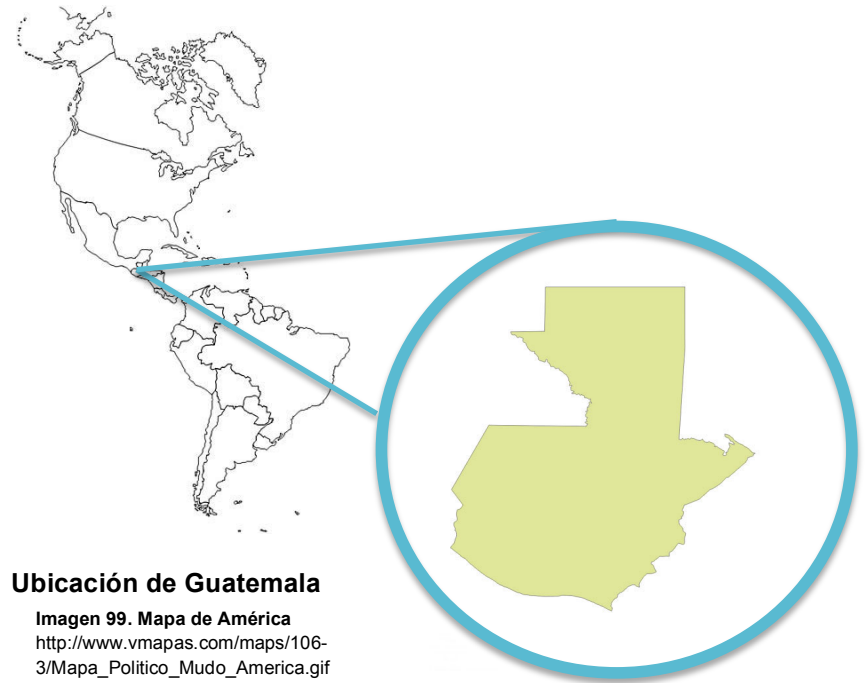 Ubicación de Guatemala
Imagen 99. Mapa de América
http://www.vmapas.com/maps/106-
3/Mapa_Politico_Mudo_America.gif